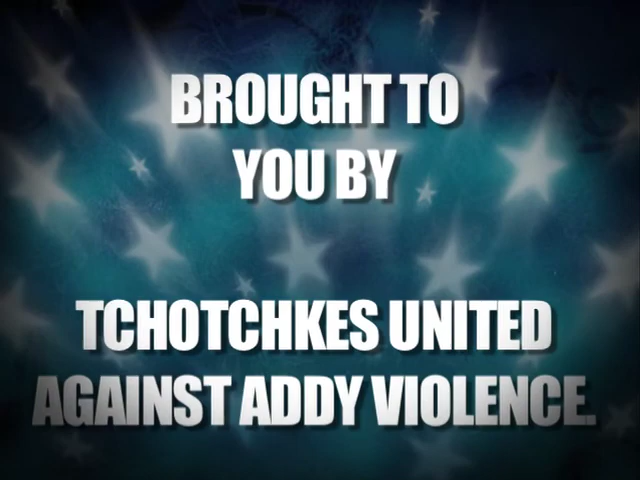 BROUGHT TO
YOU BY
TCHOTCHKES UNITED
AGAINST ADDY VIOLENCE.